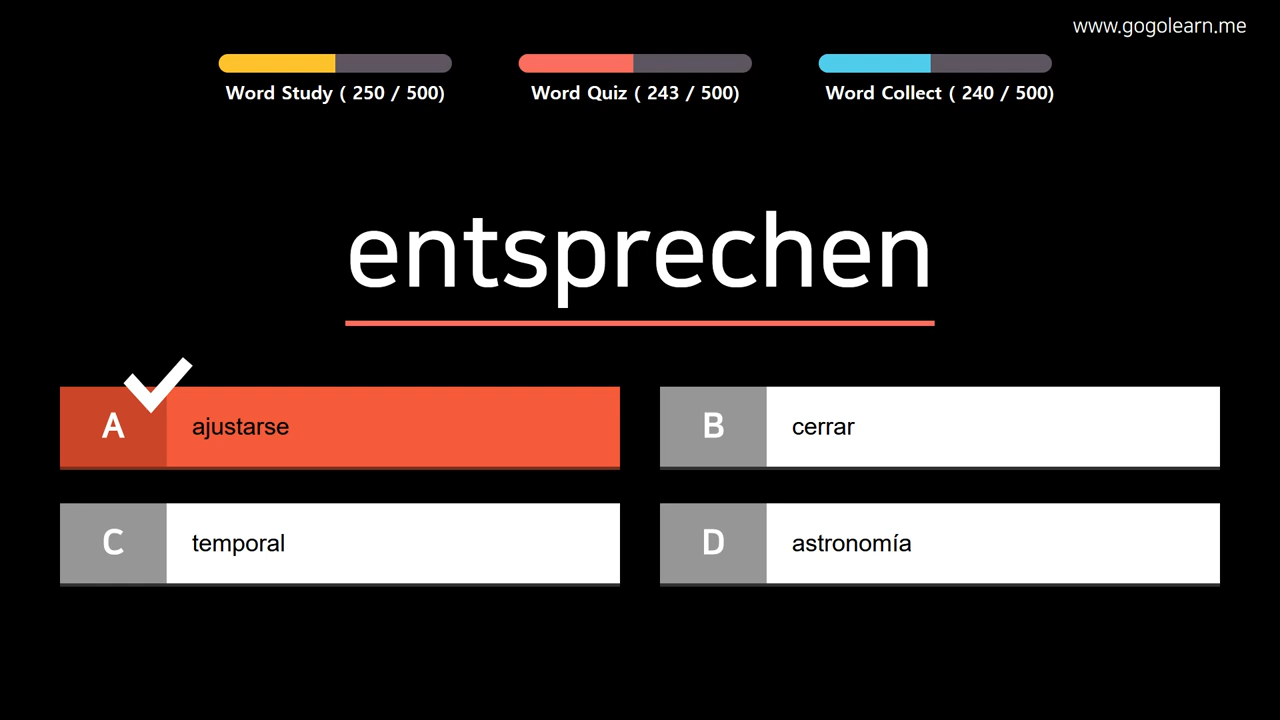 www.gogolearn.me
Word Study ( 250 / 500)
Word Quiz ( 243 / 500)
Word Collect ( 240 / 500)
entsprechen
A ajustarse
B cerrar
C temporal
D astronomía